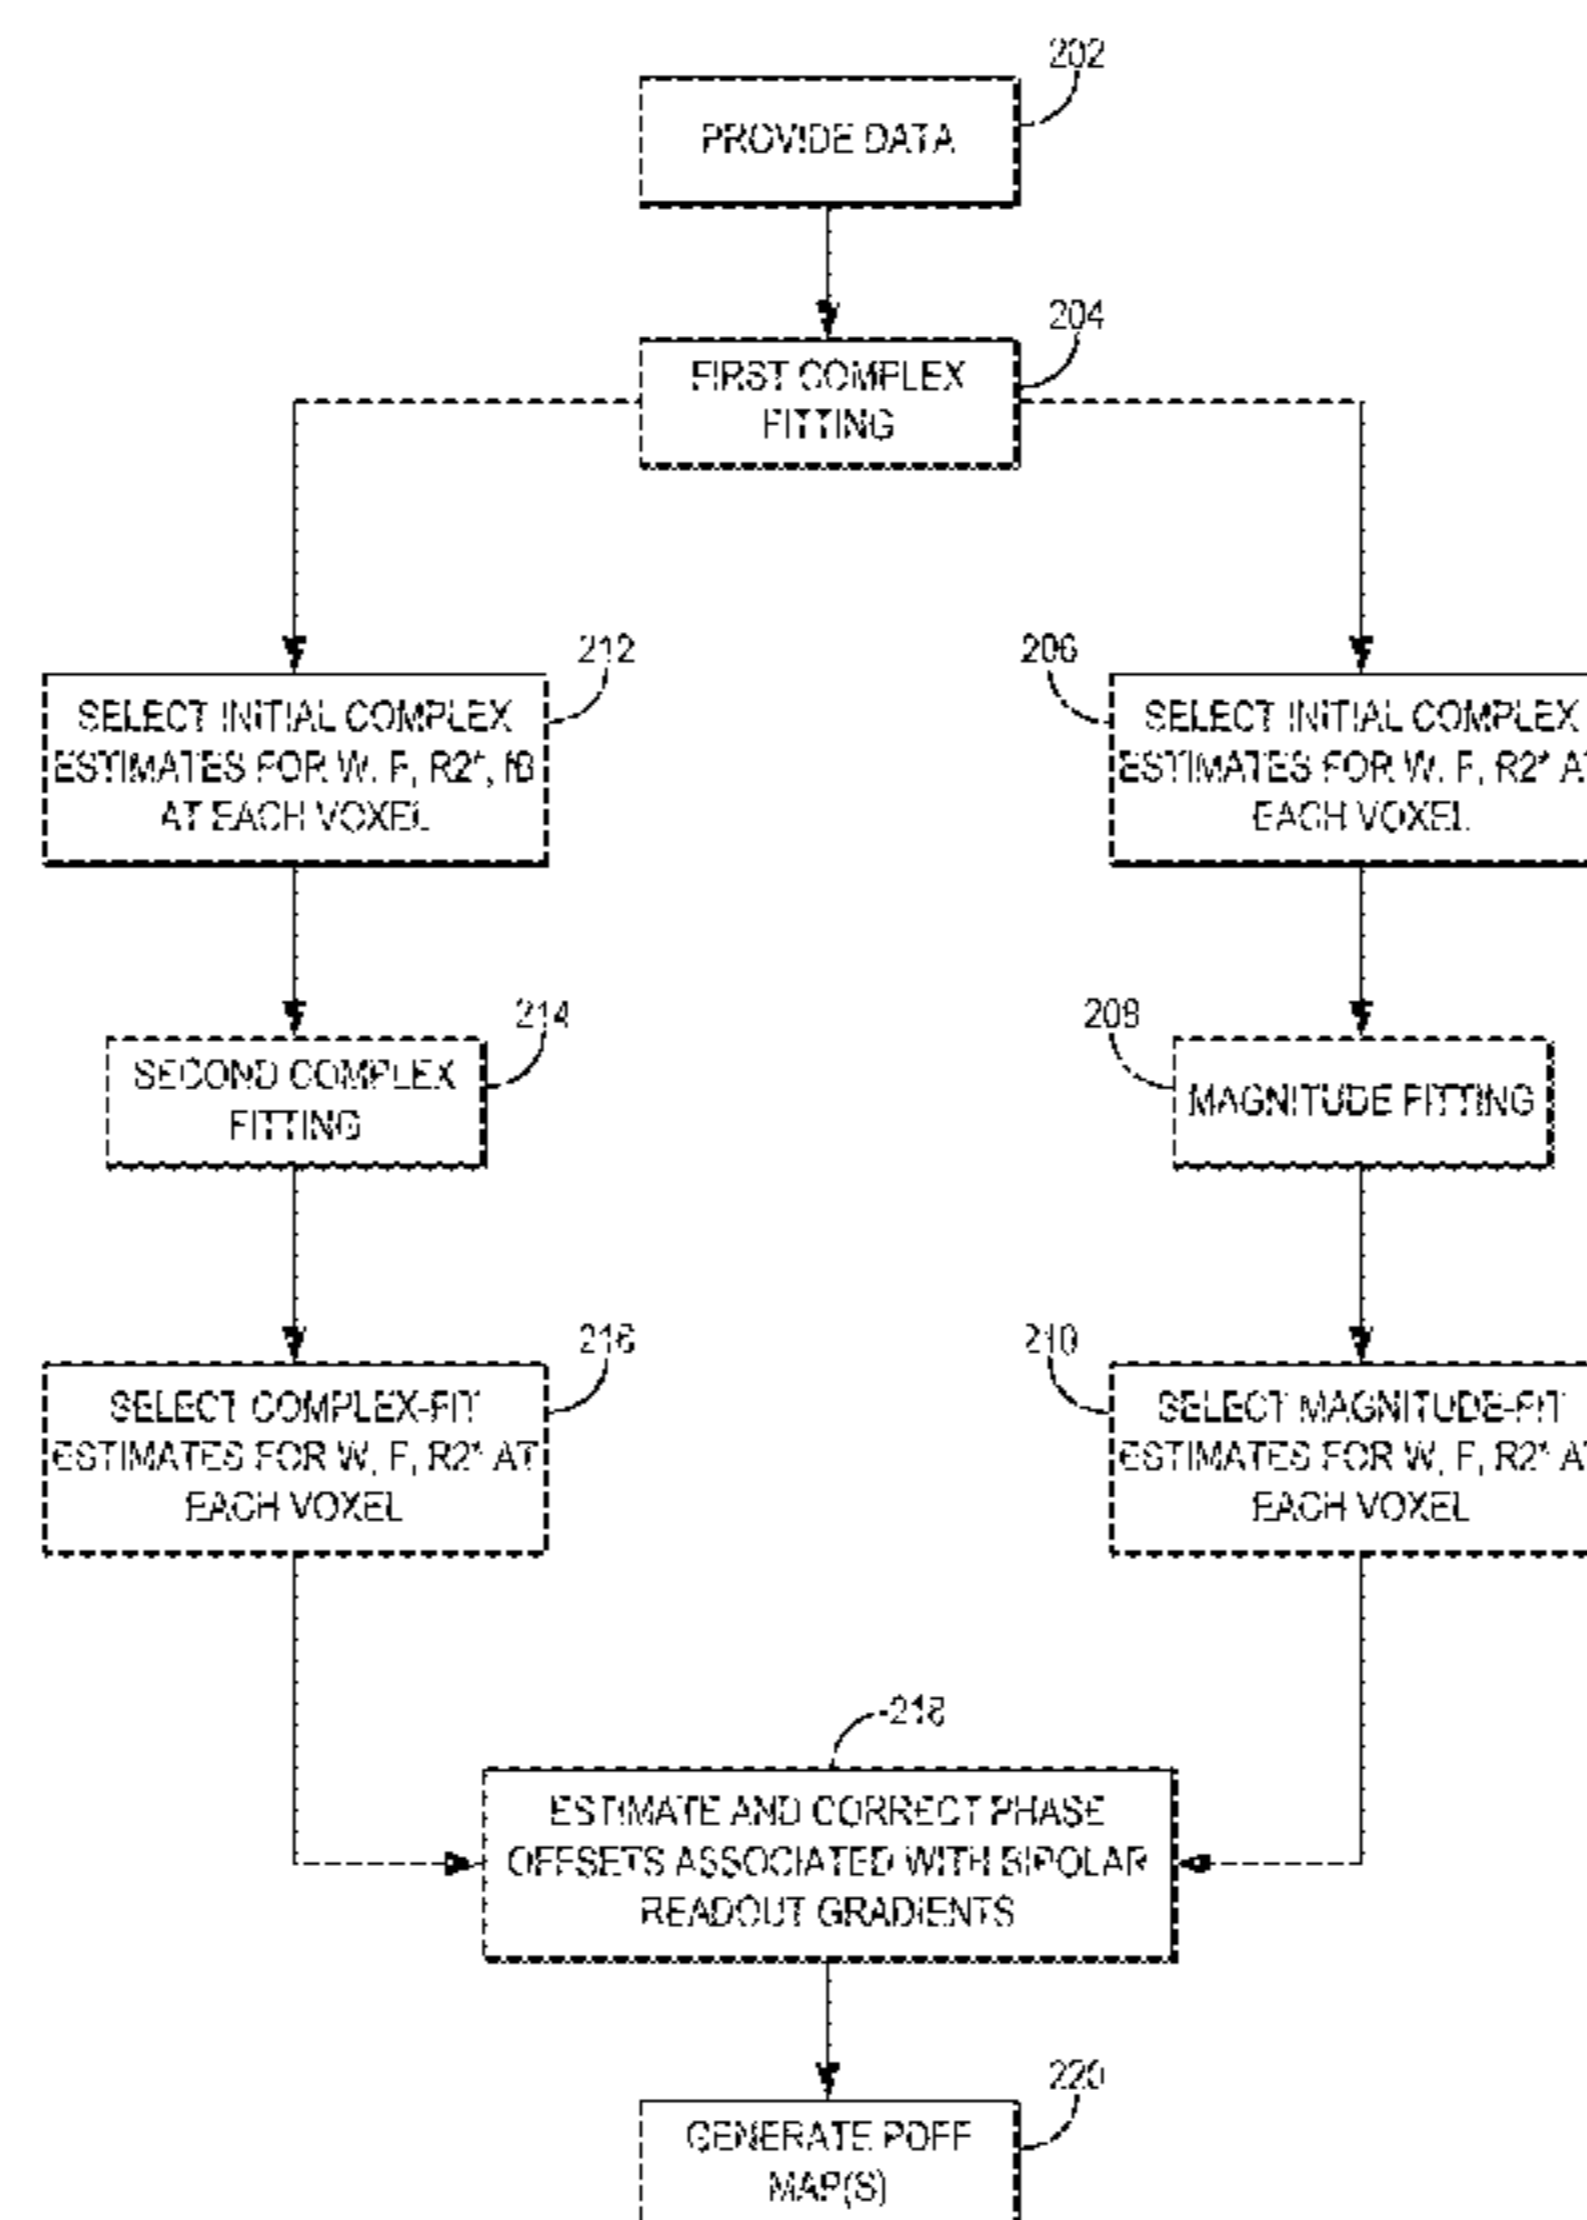 202
PROVIDE DATA
204
FIRST COMPLEX
FITTING
212
SELECT INITIAL COMPLEX
ESTIMATES FOR W, F, R2*, fB
AT EACH VOXEL
206
SELECT INITIAL COMPLEX
ESTIMATES FOR W, F, R2* AT
EACH VOXEL
214
SECOND COMPLEX
FITTING
208
MAGNITUDE FITTING
216
SELECT COMPLEX-FIT
ESTIMATES FOR W, F, R2* AT
EACH VOXEL
210
SELECT MAGNITUDE-FIT
ESTIMATES FOR W, F, R2* AT
EACH VOXEL
218
ESTIMATE AND CORRECT PHASE
OFFSETS ASSOCIATED WITH BIPOLAR
READOUT GRADIENTS
220
GENERATE PDFF
MAP(S)